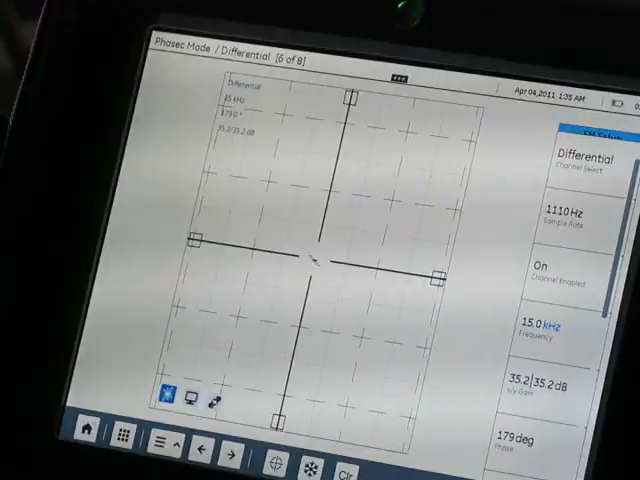 Phasec Mode / Differential [6 of 8]
Apr 04, 2011, 1:35 AM
Differential
15 kHz
179.0 °
35.2/35.2 dB
Differential
Channel Select
1110 Hz
Sample Rate
On
Channel Enabled
15.0 kHz
Frequency
35.2|35.2 dB
x/y Gain
179 deg
Phase
Clr